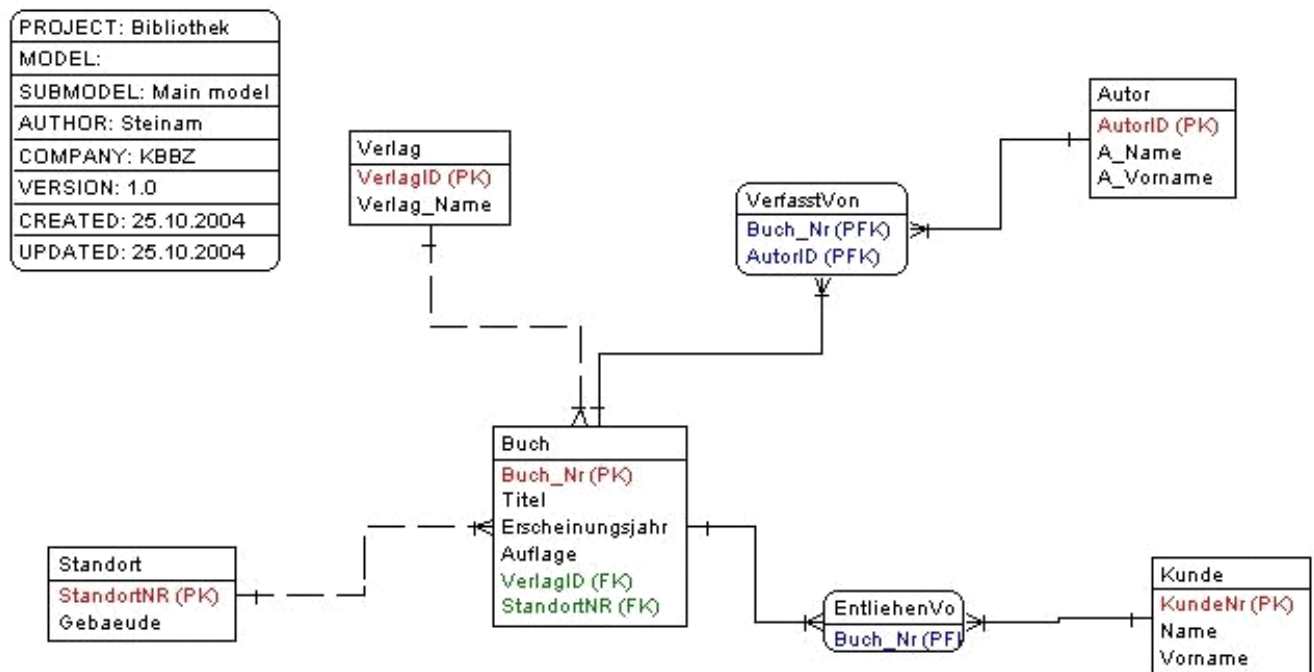 PROJECT: Bibliothek
MODEL:
SUBMODEL: Main model
AUTHOR: Steinam
COMPANY: KBBZ
VERSION: 1.0
CREATED: 25.10.2004
UPDATED: 25.10.2004
Verlag
VerlagID (PK)
Verlag_Name
Autor
AutorID (PK)
A_Name
A_Vorname
VerfasstVon
Buch_Nr (PFK)
AutorID (PFK)
Buch
Buch_Nr (PK)
Titel
Erscheinungsjahr
Auflage
VerlagID (FK)
StandortNR (FK)
Standort
StandortNR (PK)
Gebaeude
EntliehenVo
Buch_Nr (PF
Kunde
KundeNr (PK)
Name
Vorname